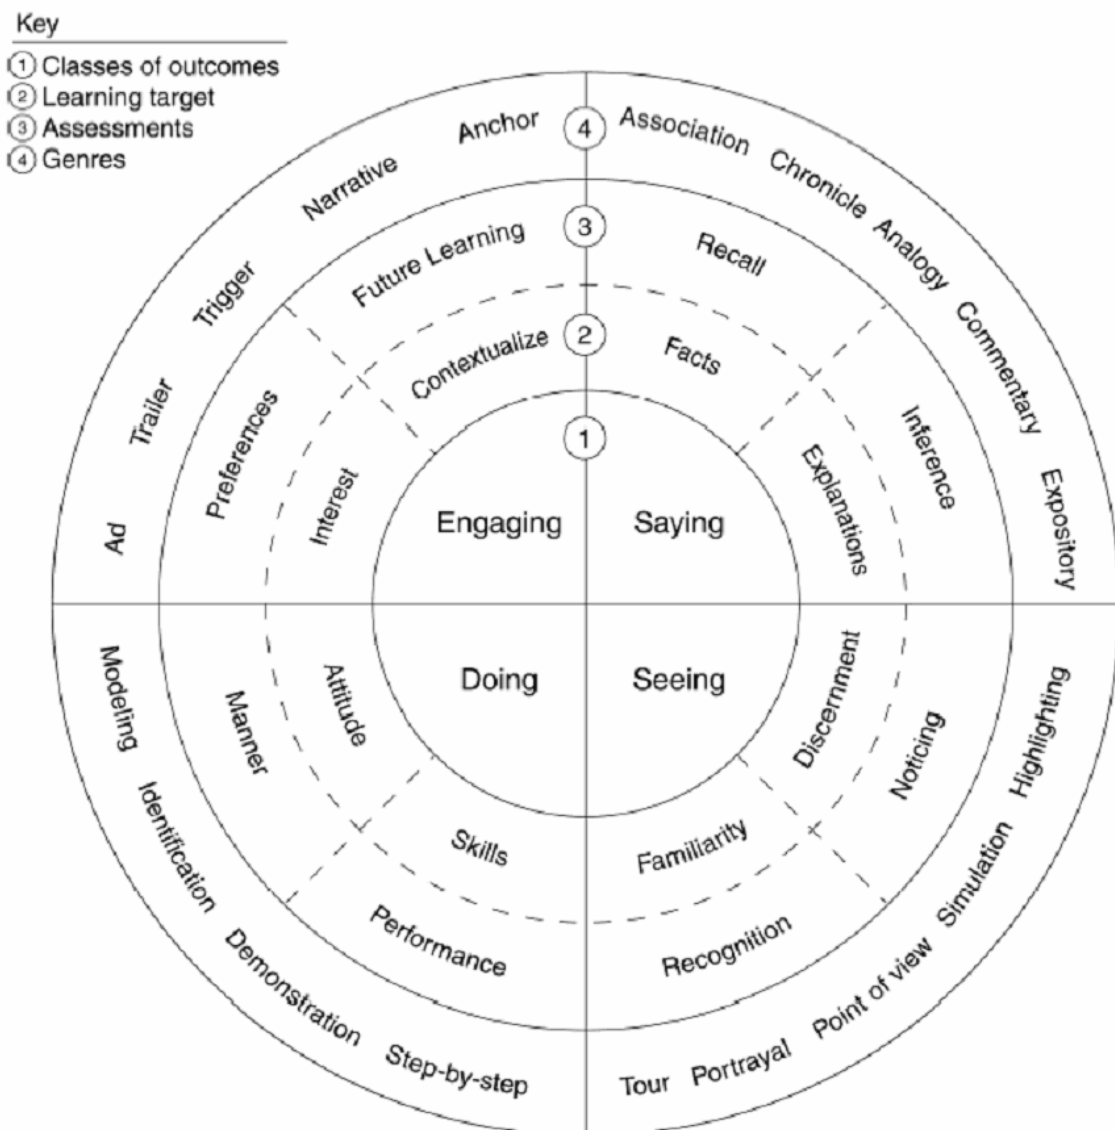 Key
1 Classes of outcomes
2 Learning target
3 Assessments
4 Genres
4
Association
Chronicle
Analogy
Commentary
Expository
Highlighting
Simulation
Point of view
Portrayal
Tour
Step-by-step
Demonstration
Identification
Modeling
Ad
Trailer
Trigger
Narrative
Anchor
3
Recall
Inference
Noticing
Recognition
Performance
Manner
Preferences
Future Learning
2
Facts
Explanations
Discernment
Familiarity
Skills
Attitude
Interest
Contextualize
1
Engaging
Saying
Doing
Seeing